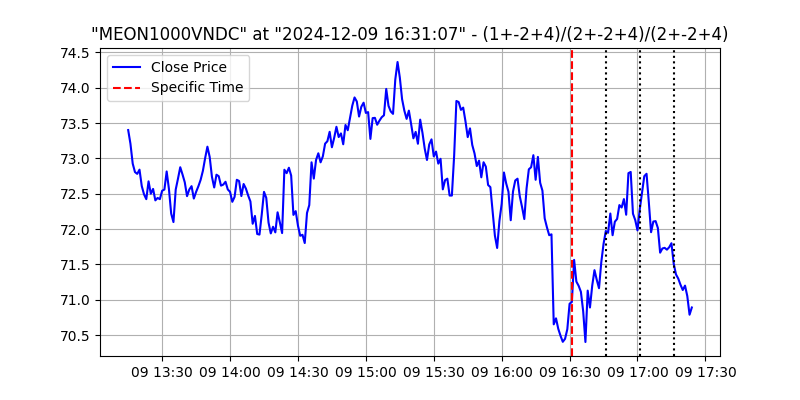 "MEON1000VNDC" at "2024-12-09 16:31:07" - (1+-2+4)/(2+-2+4)/(2+-2+4)
Close Price
Specific Time
74.5
74.0
73.5
73.0
72.5
72.0
71.5
71.0
70.5
09 13:30 09 14:00 09 14:30 09 15:00 09 15:30 09 16:00 09 16:30 09 17:00 09 17:30